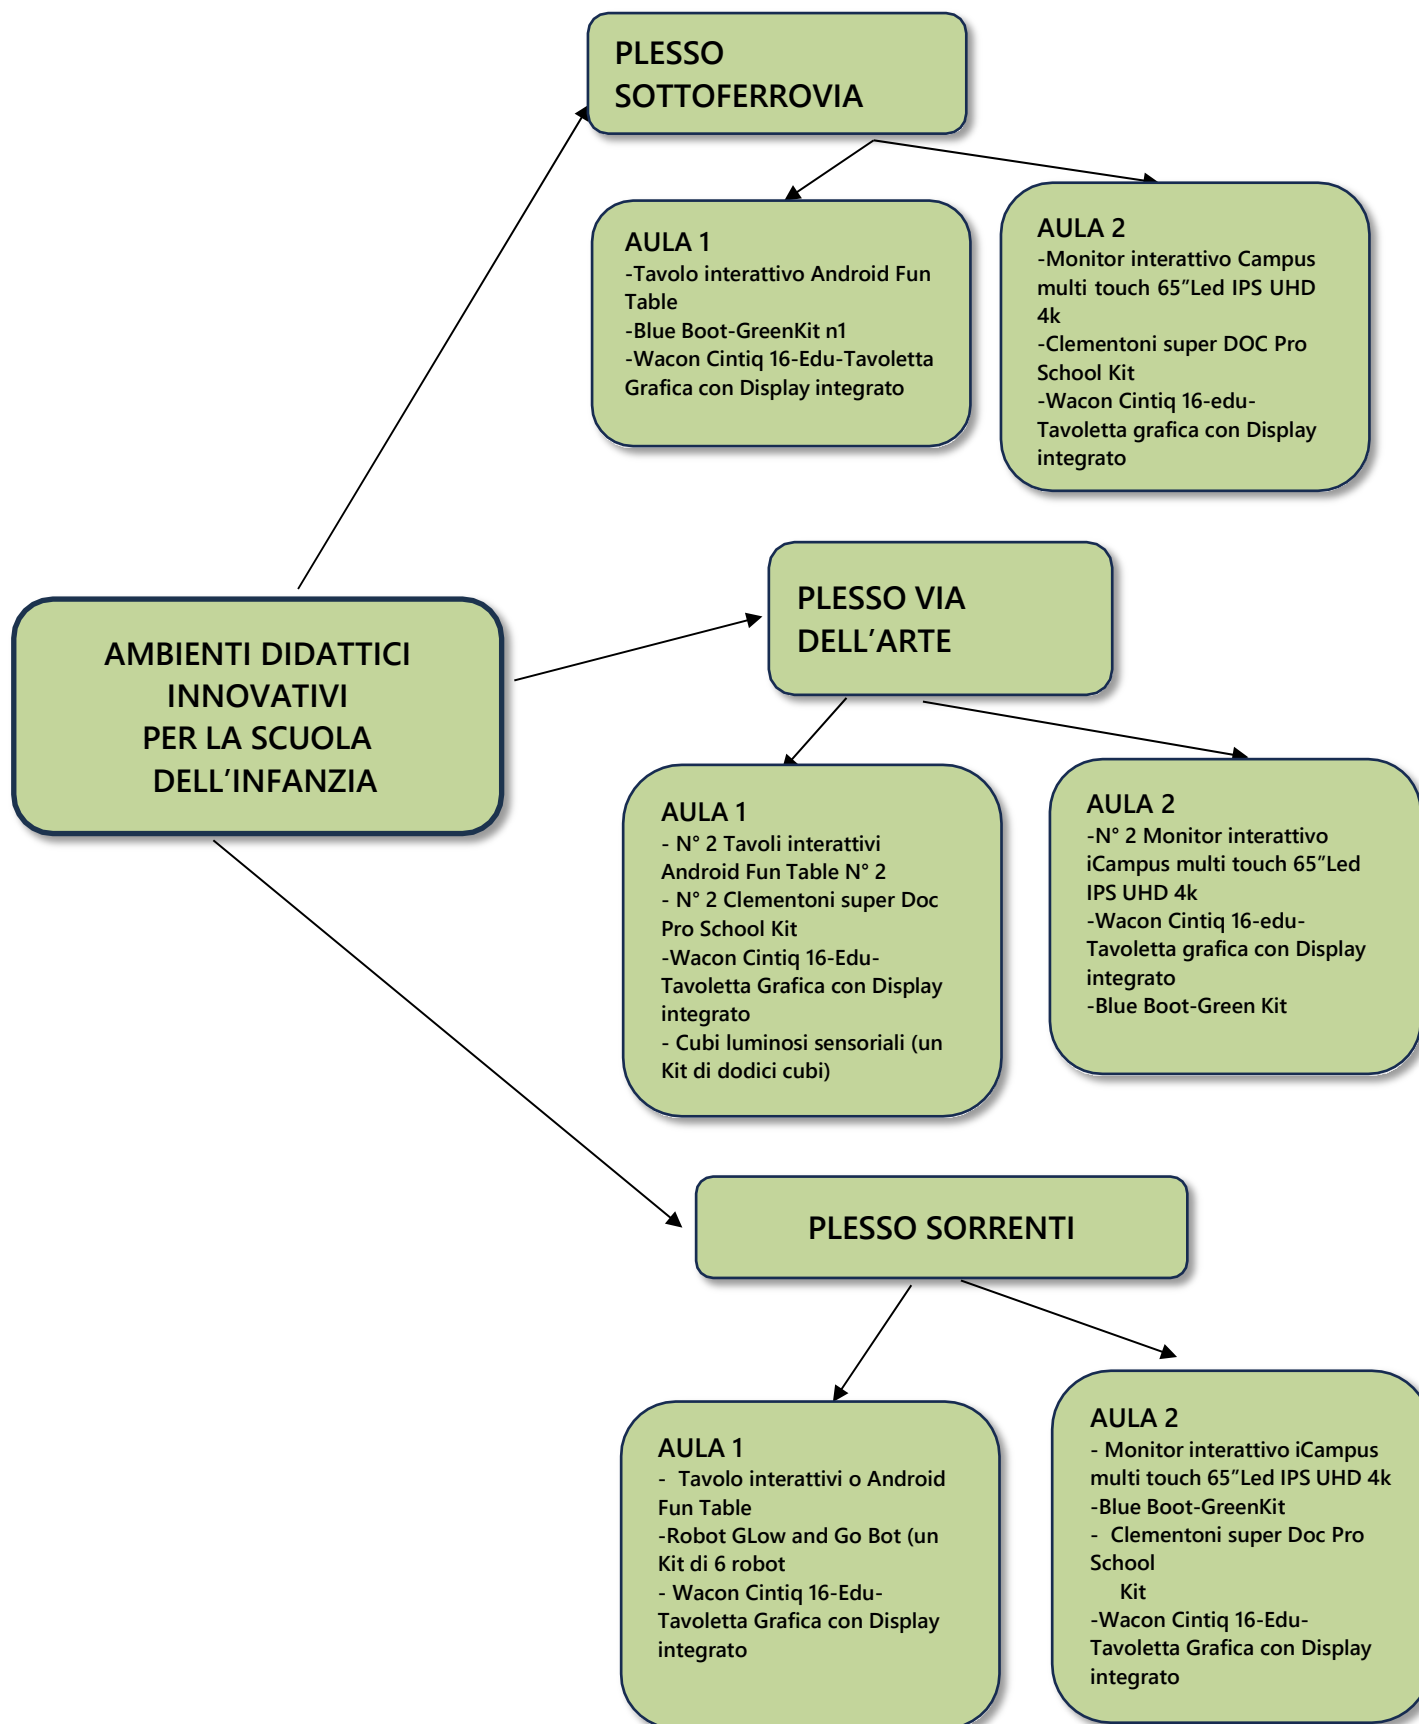 PLESSO
SOTTOFERROVIA
AULA 1
-Tavolo interattivo Android Fun
Table
-Blue Boot-GreenKit n1
-Wacon Cintiq 16-Edu-Tavoletta
Grafica con Display integrato
AULA 2
-Monitor interattivo Campus
multi touch 65”Led IPS UHD
4k
-Clementoni super DOC Pro
School Kit
-Wacon Cintiq 16-edu-
Tavoletta grafica con Display
integrato
AMBIENTI DIDATTICI
INNOVATIVI
PER LA SCUOLA
DELL’INFANZIA
PLESSO VIA
DELL’ARTE
AULA 1
- N° 2 Tavoli interattivi
Android Fun Table N° 2
- N° 2 Clementoni super Doc
Pro School Kit
-Wacon Cintiq 16-Edu-
Tavoletta Grafica con Display
integrato
- Cubi luminosi sensoriali (un
Kit di dodici cubi)
AULA 2
-N° 2 Monitor interattivo
iCampus multi touch 65”Led
IPS UHD 4k
-Wacon Cintiq 16-edu-
Tavoletta grafica con Display
integrato
-Blue Boot-Green Kit
PLESSO SORRENTI
AULA 1
- Tavolo interattivi o Android
Fun Table
-Robot GLow and Go Bot (un
Kit di 6 robot
- Wacon Cintiq 16-Edu-
Tavoletta Grafica con Display
integrato
AULA 2
- Monitor interattivo iCampus
multi touch 65”Led IPS UHD 4k
-Blue Boot-GreenKit
- Clementoni super Doc Pro
School
Kit
-Wacon Cintiq 16-Edu-
Tavoletta Grafica con Display
integrato